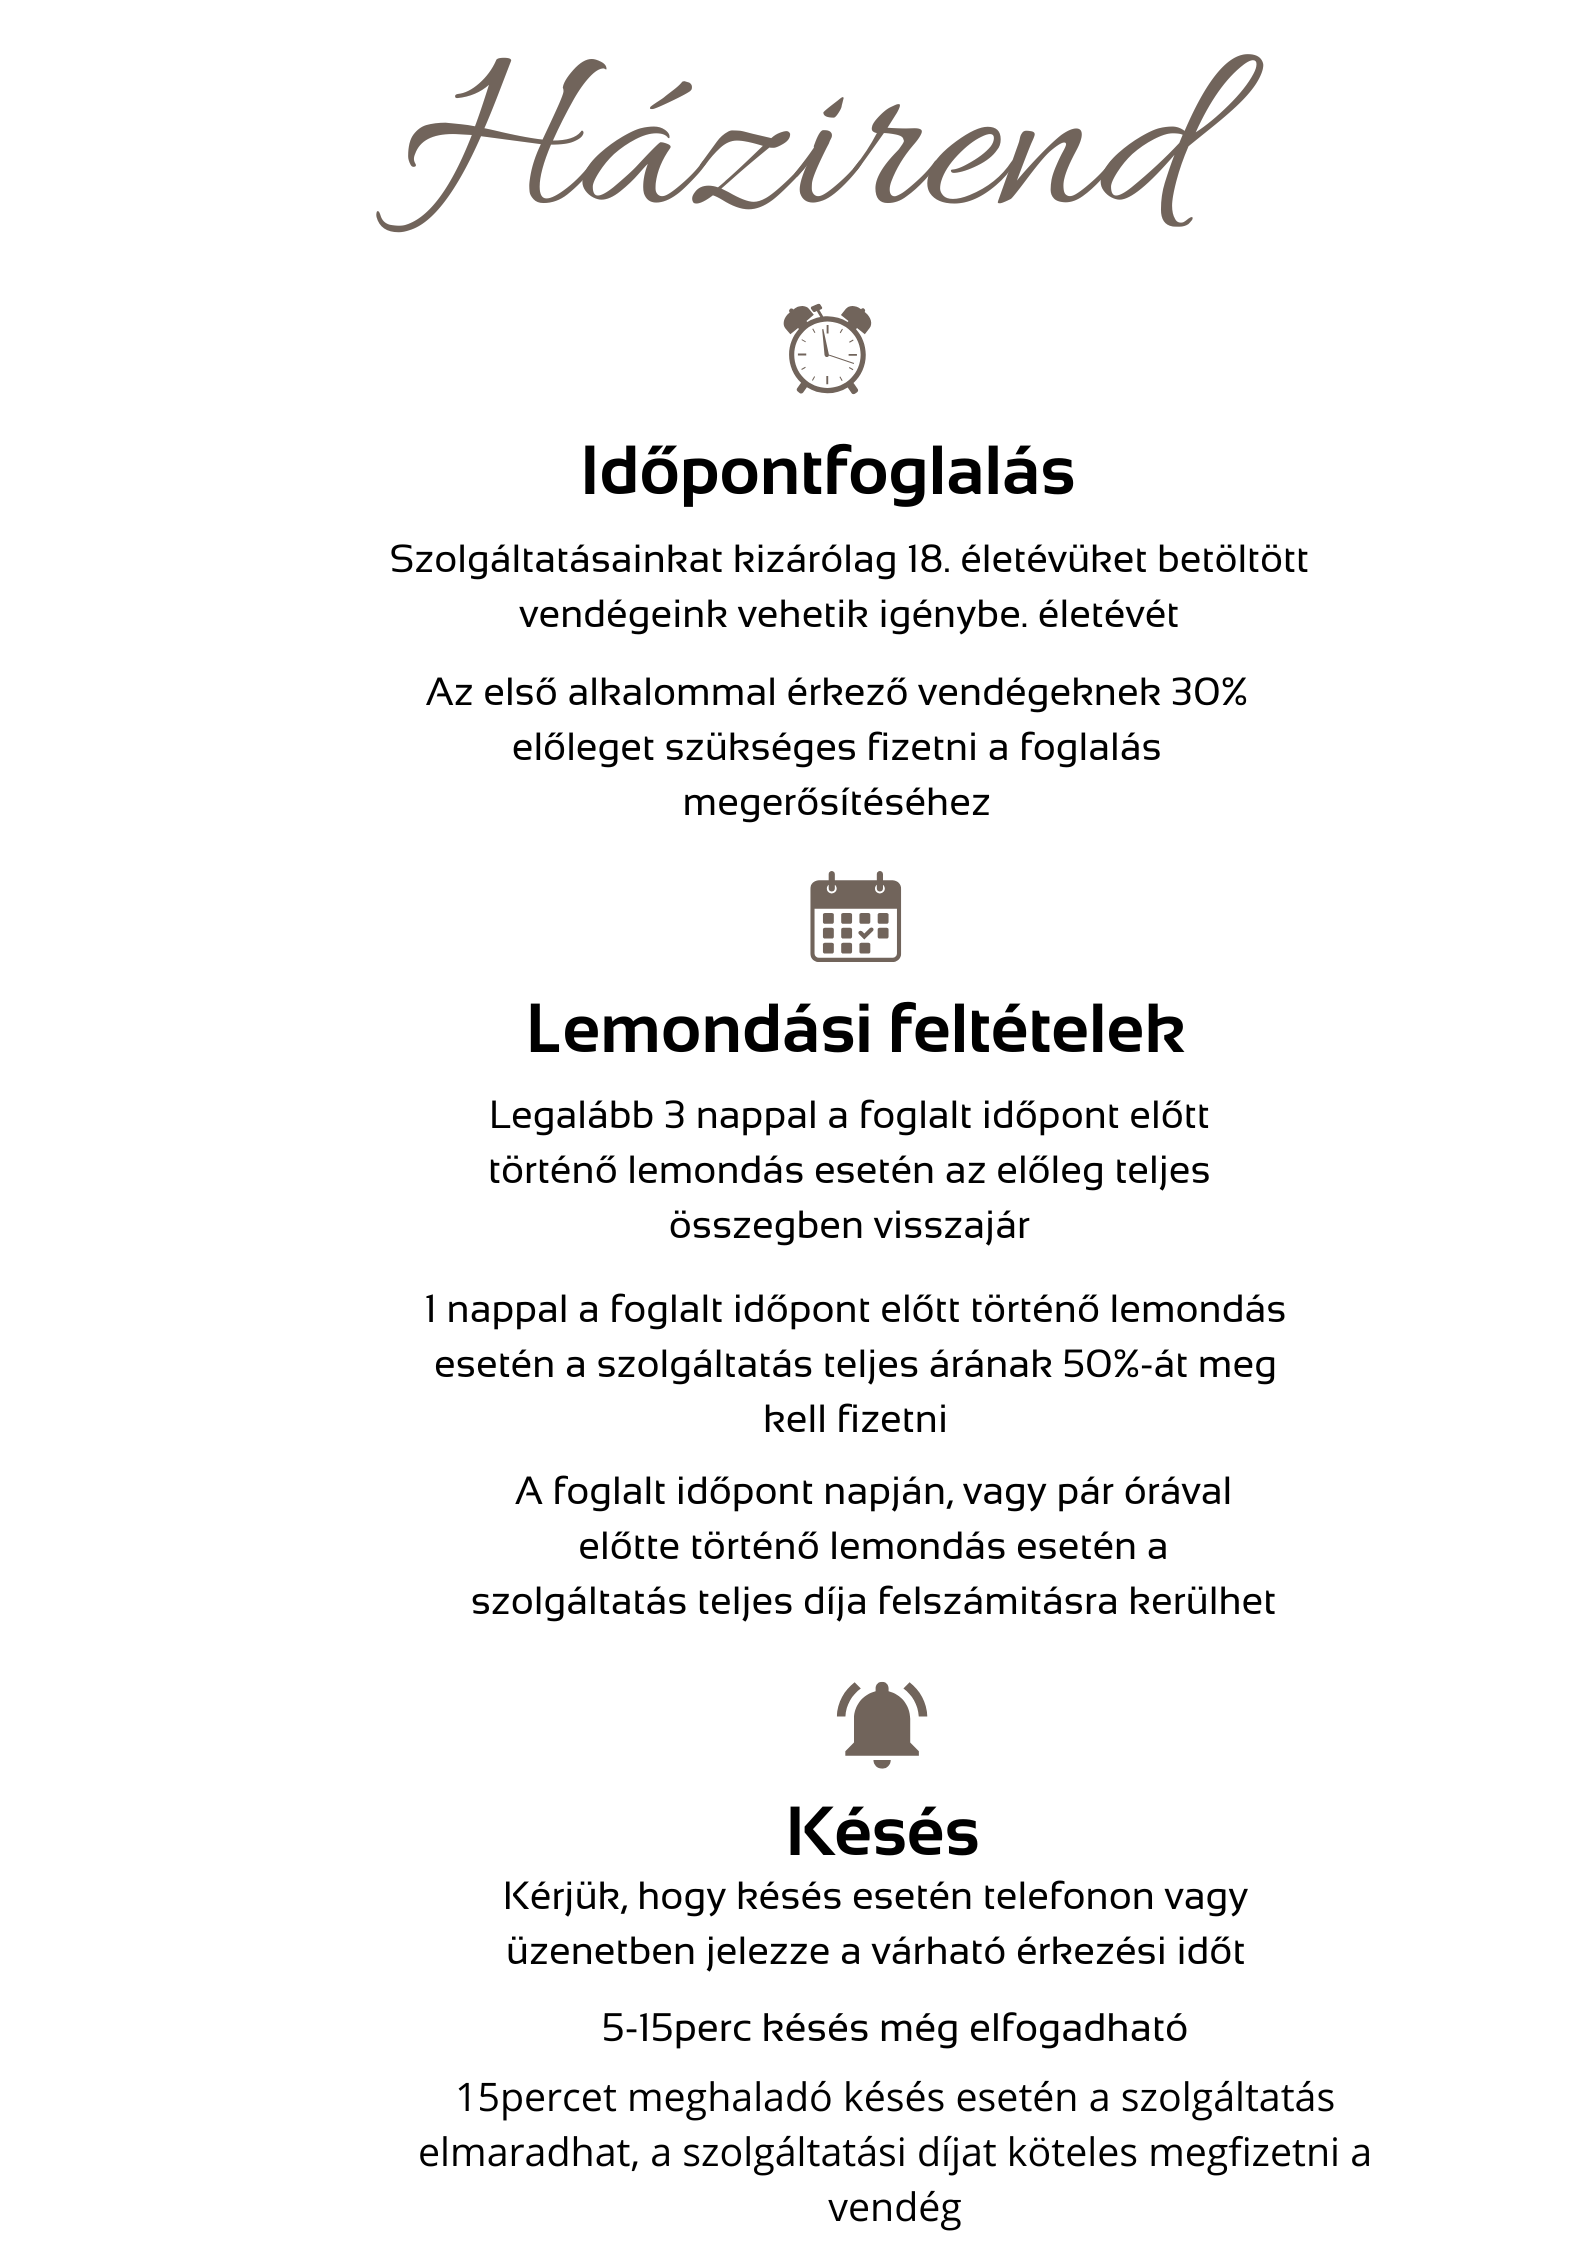 Házirend
Időpontfoglalás
Szolgáltatásainkat kizárólag 18. életévüket betöltött
vendégeink vehetik igénybe. életévét
Az első alkalommal érkező vendégeknek 30%
előleget szükséges fizetni a foglalás
megerősítéséhez
Lemondási feltételek
Legalább 3 nappal a foglalt időpont előtt
történő lemondás esetén az előleg teljes
összegben visszajár
1 nappal a foglalt időpont előtt történő lemondás
esetén a szolgáltatás teljes árának 50%-át meg
kell fizetni
A foglalt időpont napján, vagy pár órával
előtte történő lemondás esetén a
szolgáltatás teljes díja felszámitásra kerülhet
Késés
Kérjük, hogy késés esetén telefonon vagy
üzenetben jelezze a várható érkezési időt
5-15perc késés még elfogadható
15percet meghaladó késés esetén a szolgáltatás
elmaradhat, a szolgáltatási díjat köteles megfizetni a
vendég